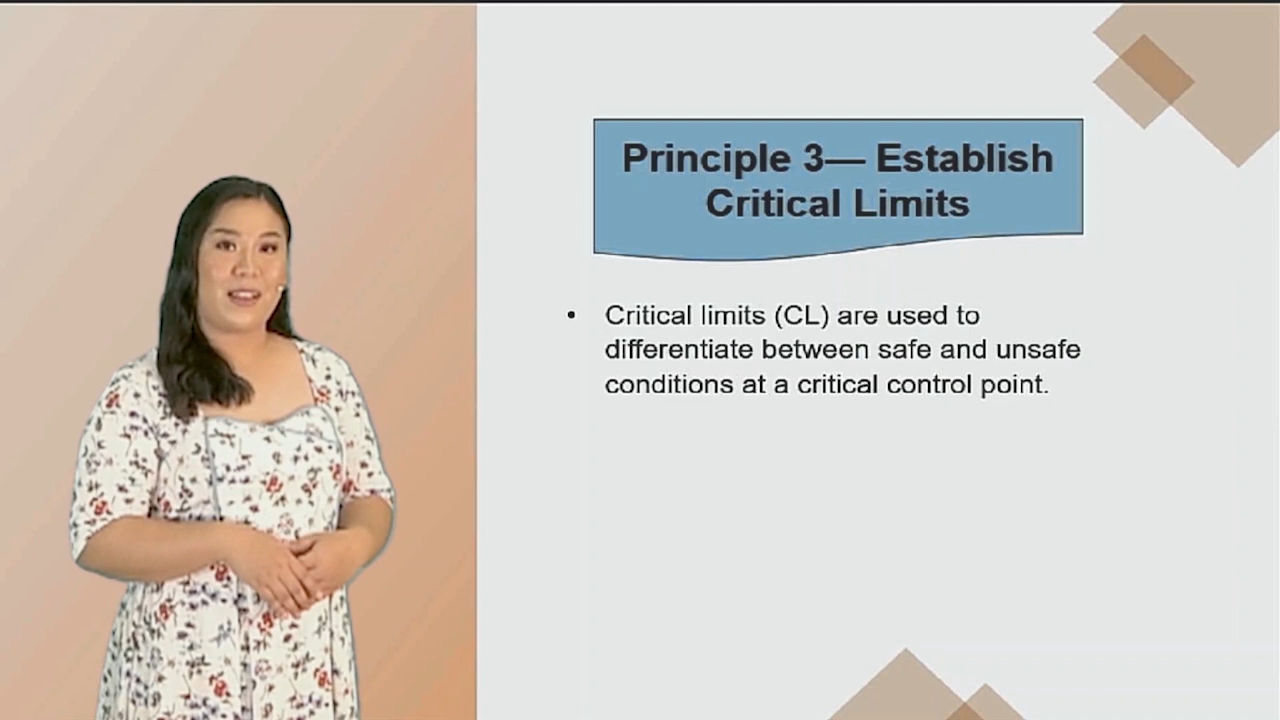 Principle 3— Establish
Critical Limits
• Critical limits (CL) are used to
differentiate between safe and unsafe
conditions at a critical control point.